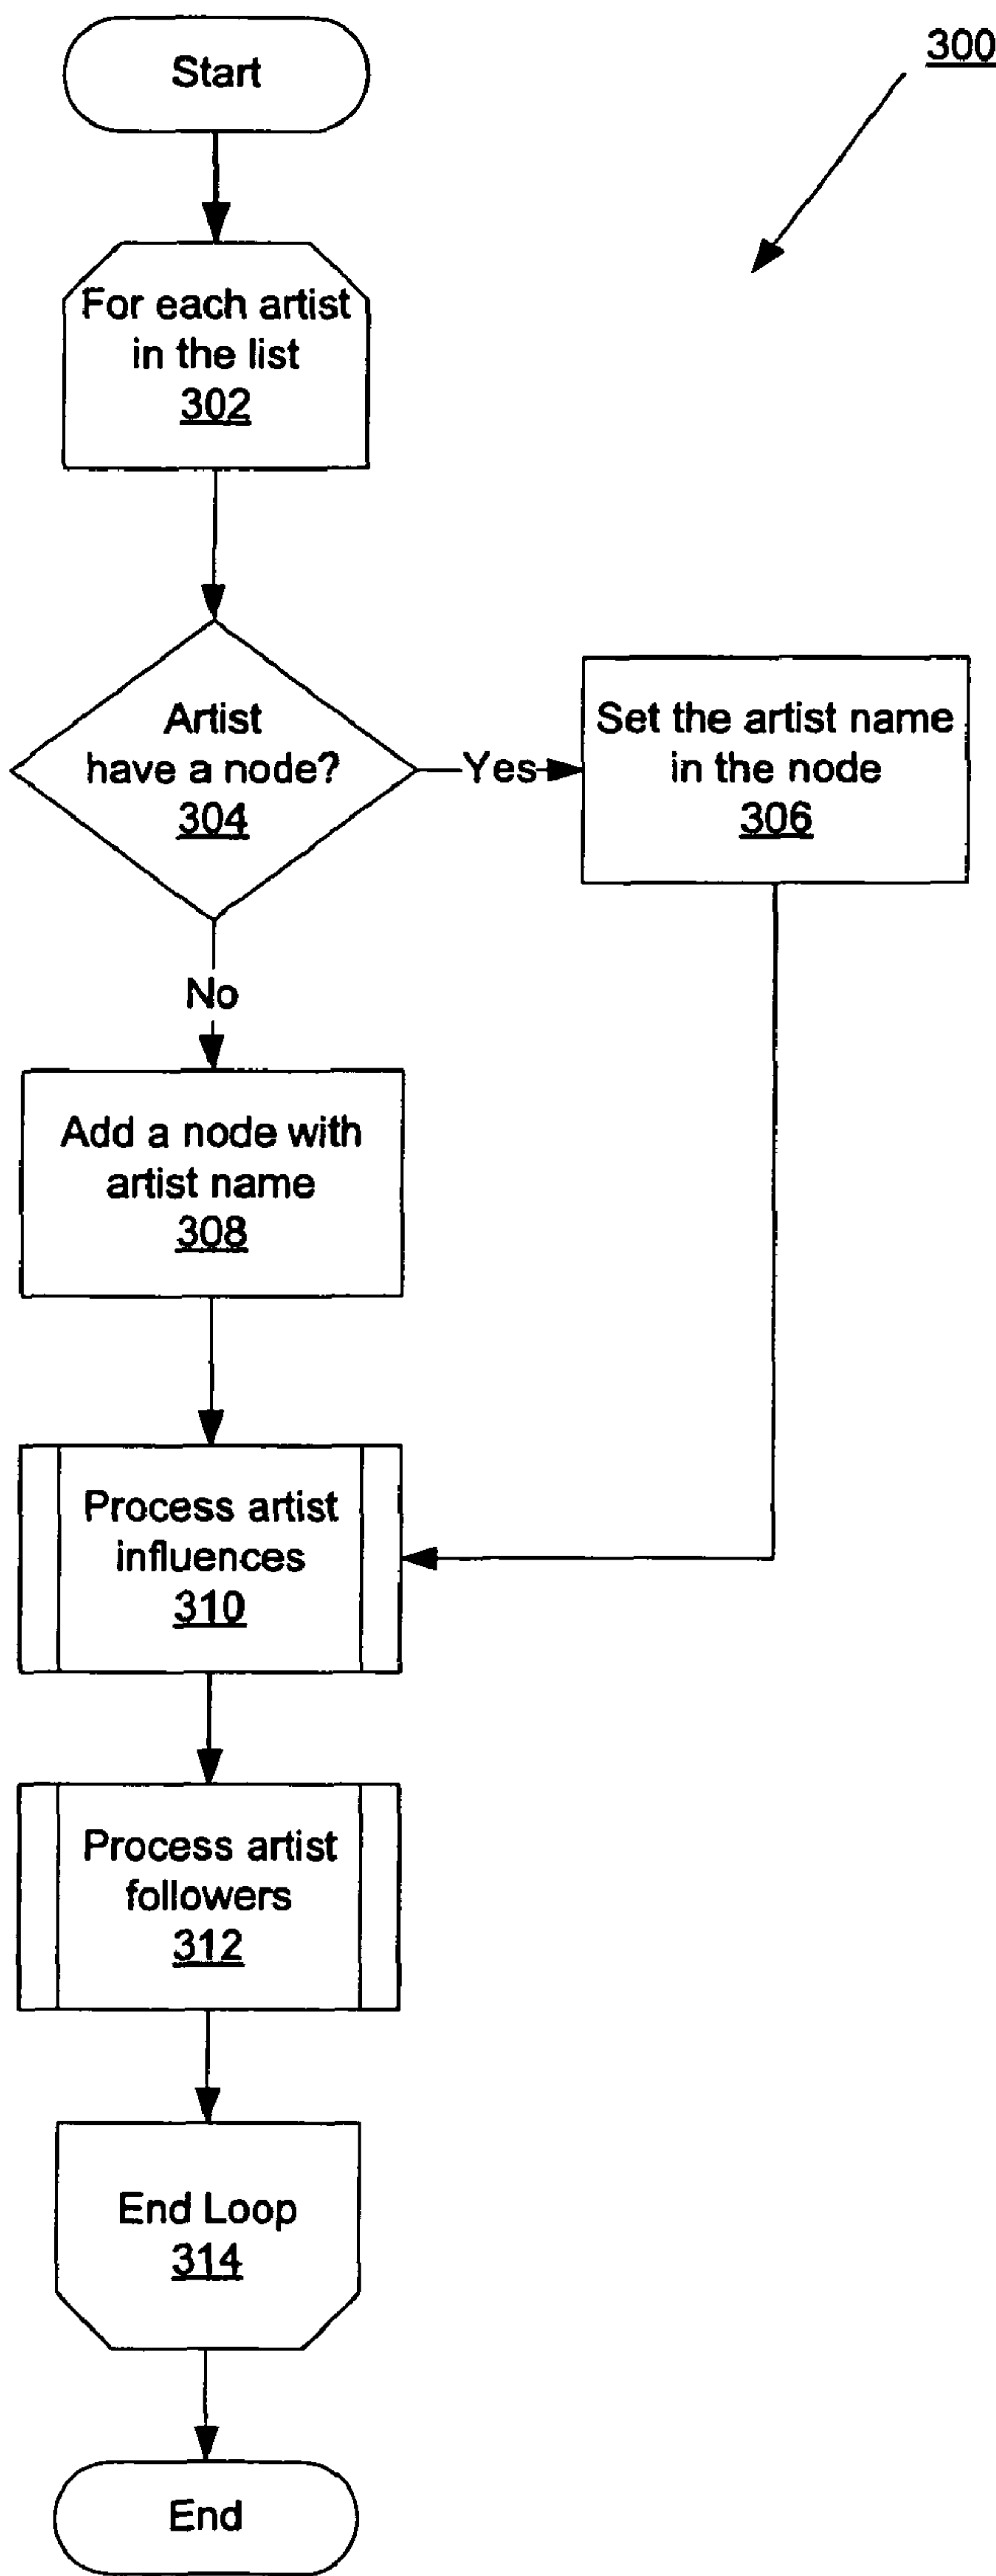 300
Start
For each artist
in the list
302
Artist
have a node?
304
Yes
Set the artist name
in the node
306
No
Add a node with
artist name
308
Process artist
influences
310
Process artist
followers
312
End Loop
314
End